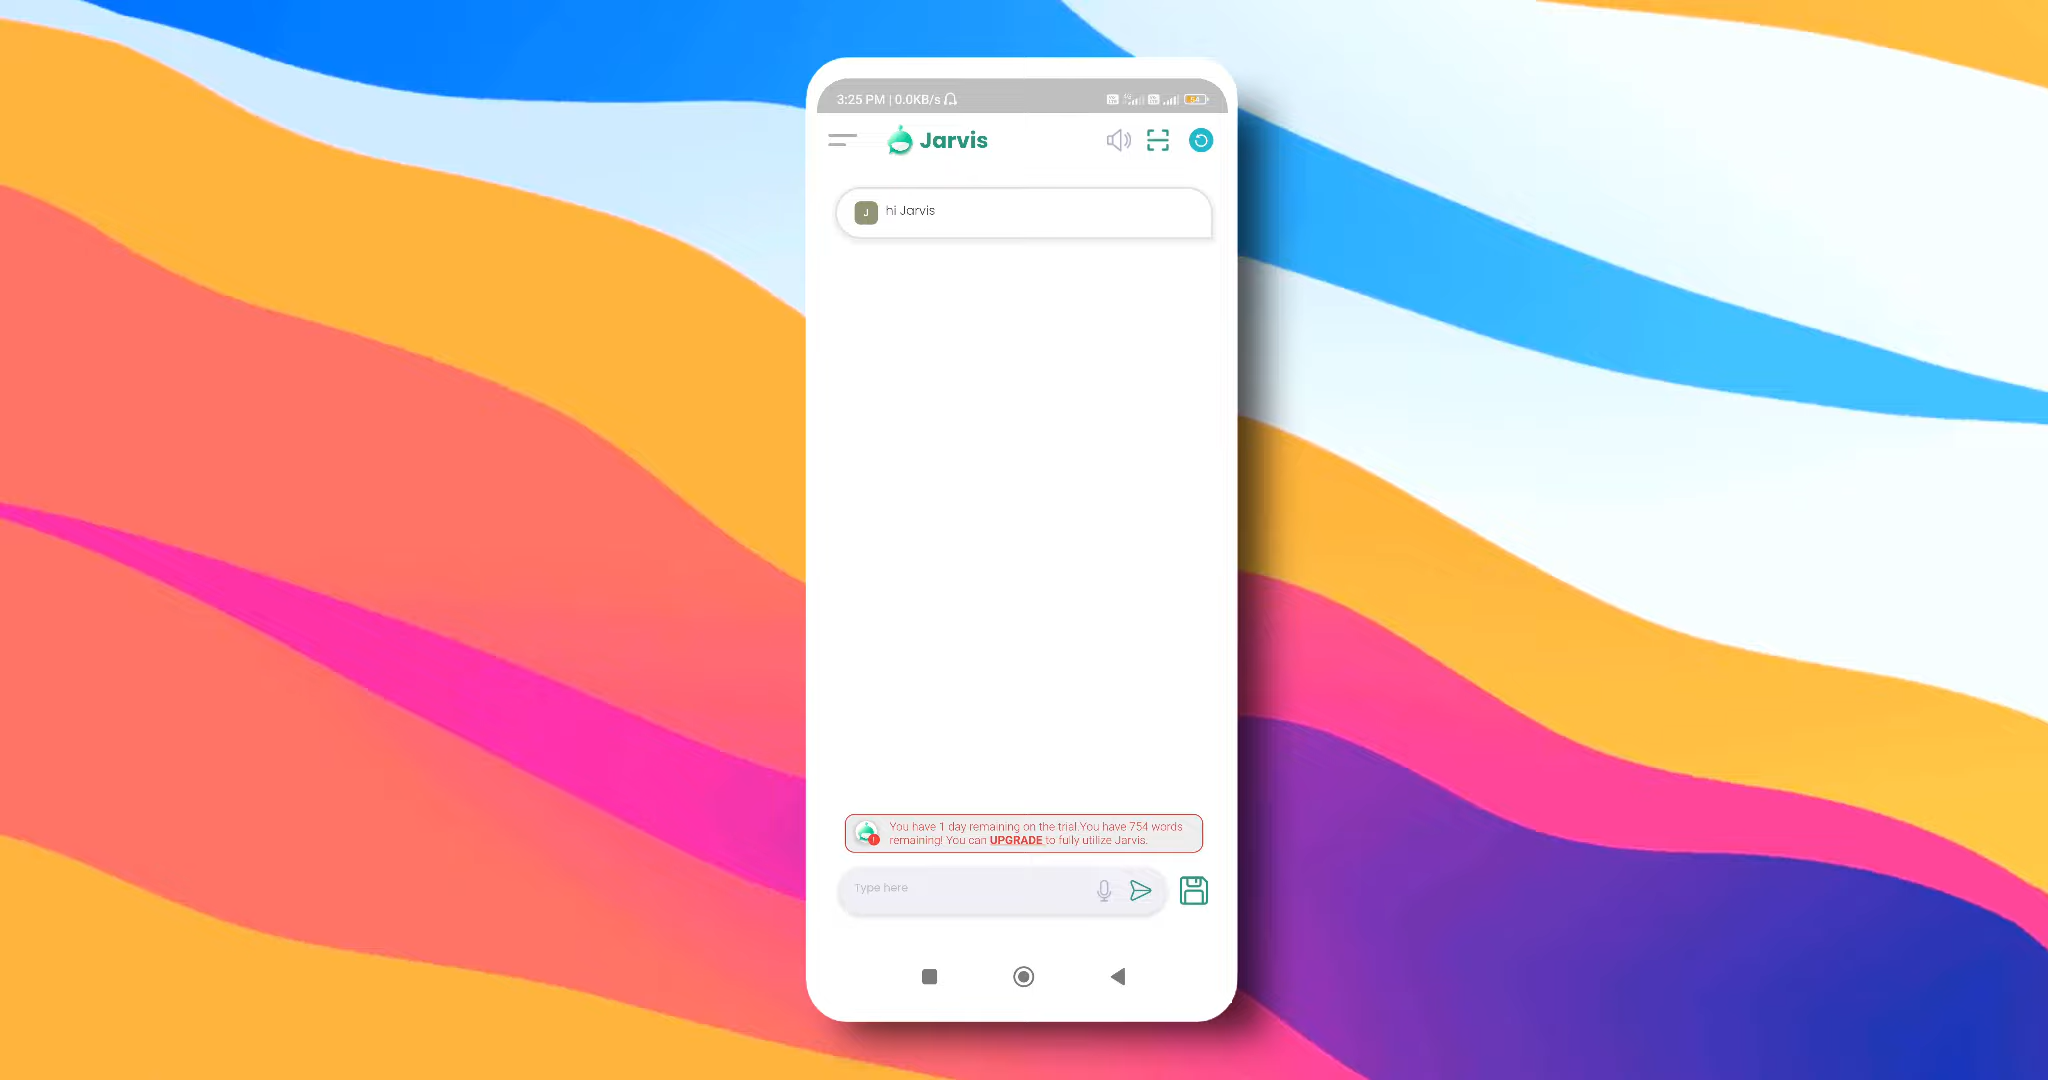 3:25 PM | 0.0KB/s
54
Jarvis
J
hi Jarvis
You have 1 day remaining on the trial.You have 754 words
remaining! You can UPGRADE to fully utilize Jarvis.
Type here